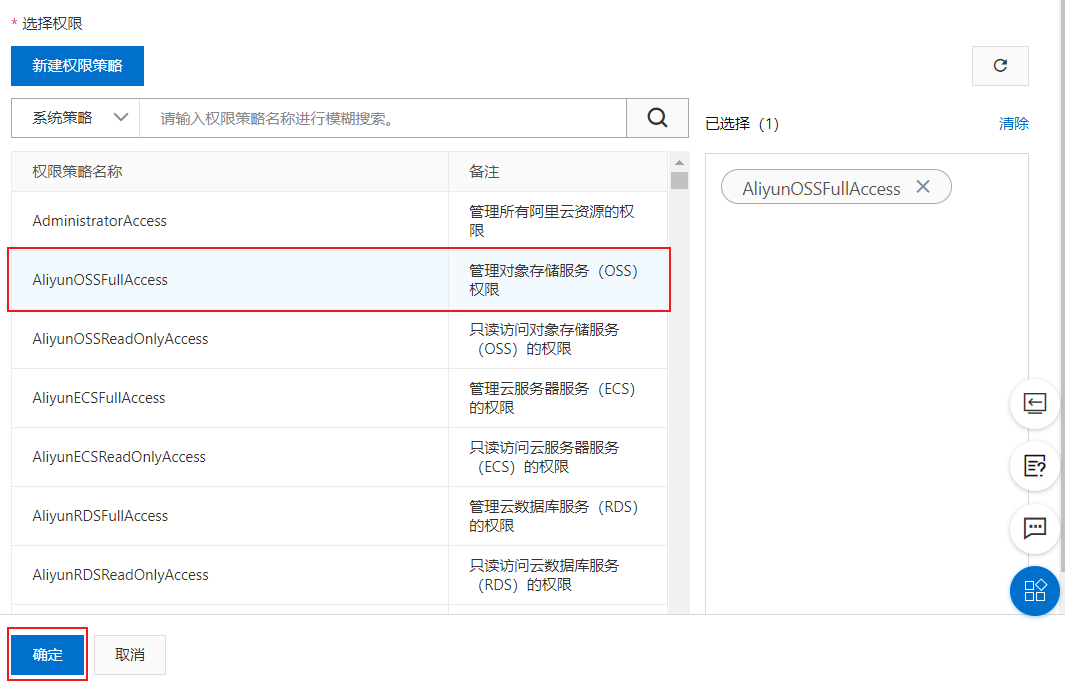 * 选择权限
新建权限策略
系统策略 请输入权限策略名称进行模糊搜索。
已选择（1） 清除
权限策略名称 备注
AliyunOSSFullAccess
AdministratorAccess 管理所有阿里云资源的权
限
AliyunOSSFullAccess 管理对象存储服务（OSS）
权限
AliyunOSSReadOnlyAccess 只读访问对象存储服务
（OSS）的权限
AliyunECSFullAccess 管理云服务器服务（ECS）
的权限
AliyunECSReadOnlyAccess 只读访问云服务器服务
（ECS）的权限
AliyunRDSFullAccess 管理云数据库服务（RDS）
的权限
AliyunRDSReadOnlyAccess 只读访问云数据库服务
（RDS）的权限
确定 取消